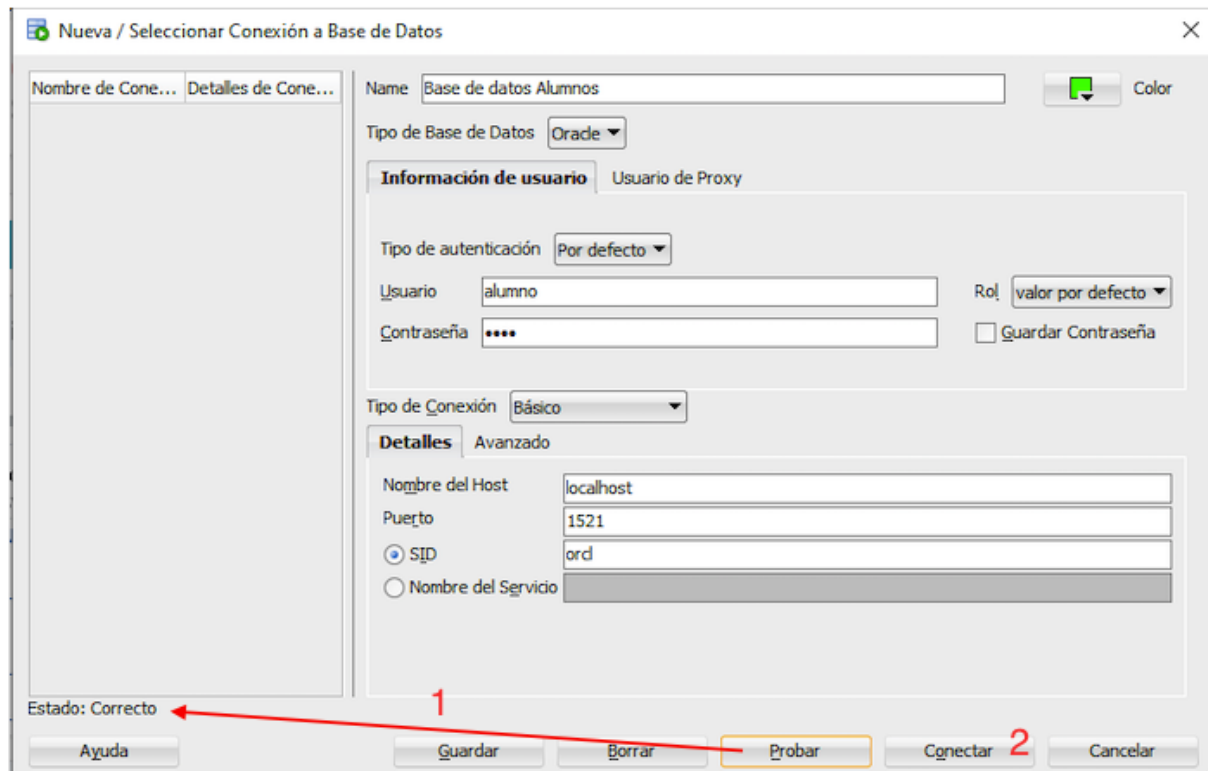 Nueva / Seleccionar Conexión a Base de Datos
Nombre de Cone... Detalles de Cone...
Name Base de datos Alumnos Color
Tipo de Base de Datos Oracle
Información de usuario Usuario de Proxy
Tipo de autenticación Por defecto
Usuario alumno Rol valor por defecto
Contraseña •••• Guardar Contraseña
Tipo de Conexión Básico
Detalles Avanzado
Nombre del Host localhost
Puerto 1521
SID orcl
Nombre del Servicio
Estado: Correcto 1
Ayuda Guardar Borrar Probar Conectar 2 Cancelar